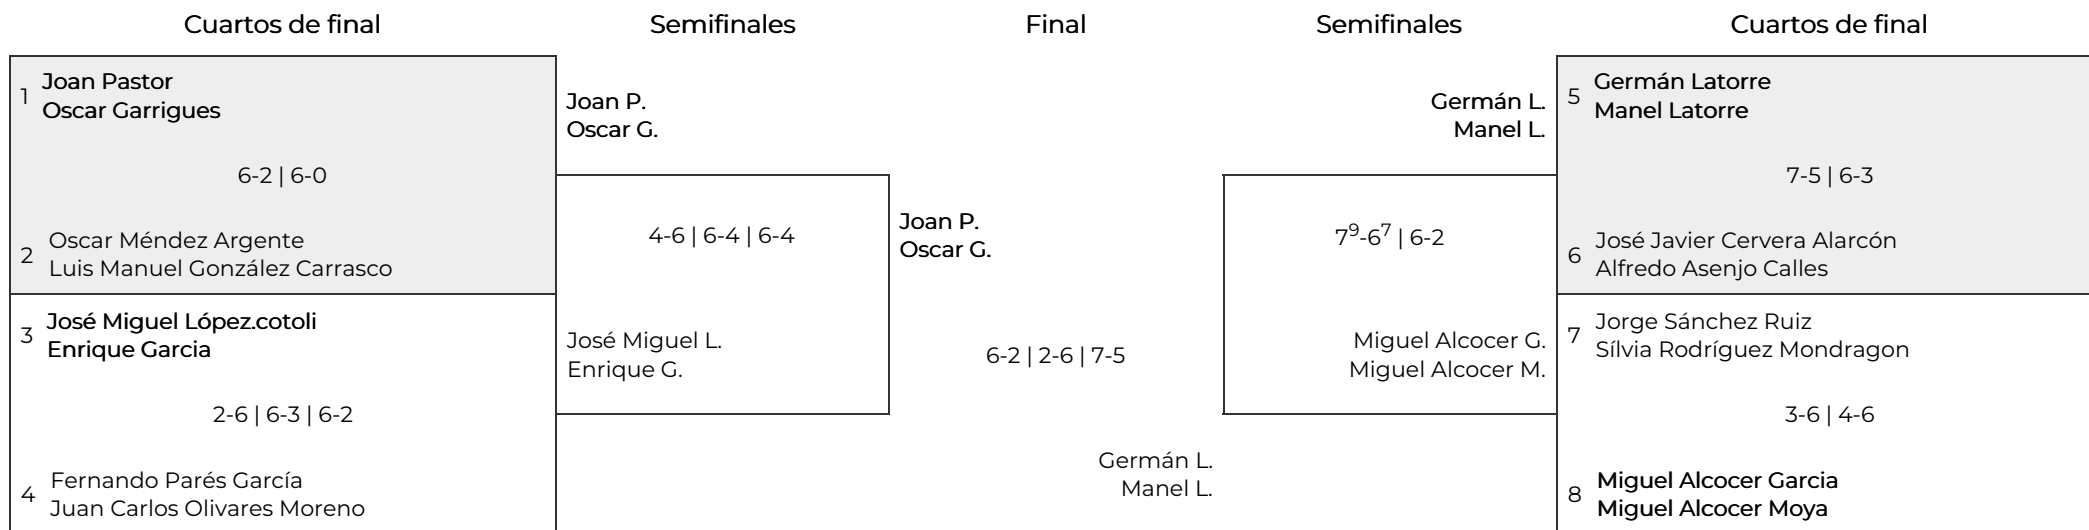 Cuartos de final
Semifinales
Final
Semifinales
Cuartos de final
1
Joan Pastor
Oscar Garrigues
6-2 | 6-0
2
Oscar Méndez Argente
Luis Manuel González Carrasco
3
José Miguel López.cotoli
Enrique Garcia
2-6 | 6-3 | 6-2
4
Fernando Parés García
Juan Carlos Olivares Moreno
Joan P.
Oscar G.
4-6 | 6-4 | 6-4
José Miguel L.
Enrique G.
Joan P.
Oscar G.
6-2 | 2-6 | 7-5
Germán L.
Manel L.
Germán L.
Manel L.
7⁹-6⁷ | 6-2
Miguel Alcocer G.
Miguel Alcocer M.
5
Germán Latorre
Manel Latorre
7-5 | 6-3
6
José Javier Cervera Alarcón
Alfredo Asenjo Calles
7
Jorge Sánchez Ruiz
Sílvia Rodríguez Mondragon
3-6 | 4-6
8
Miguel Alcocer Garcia
Miguel Alcocer Moya